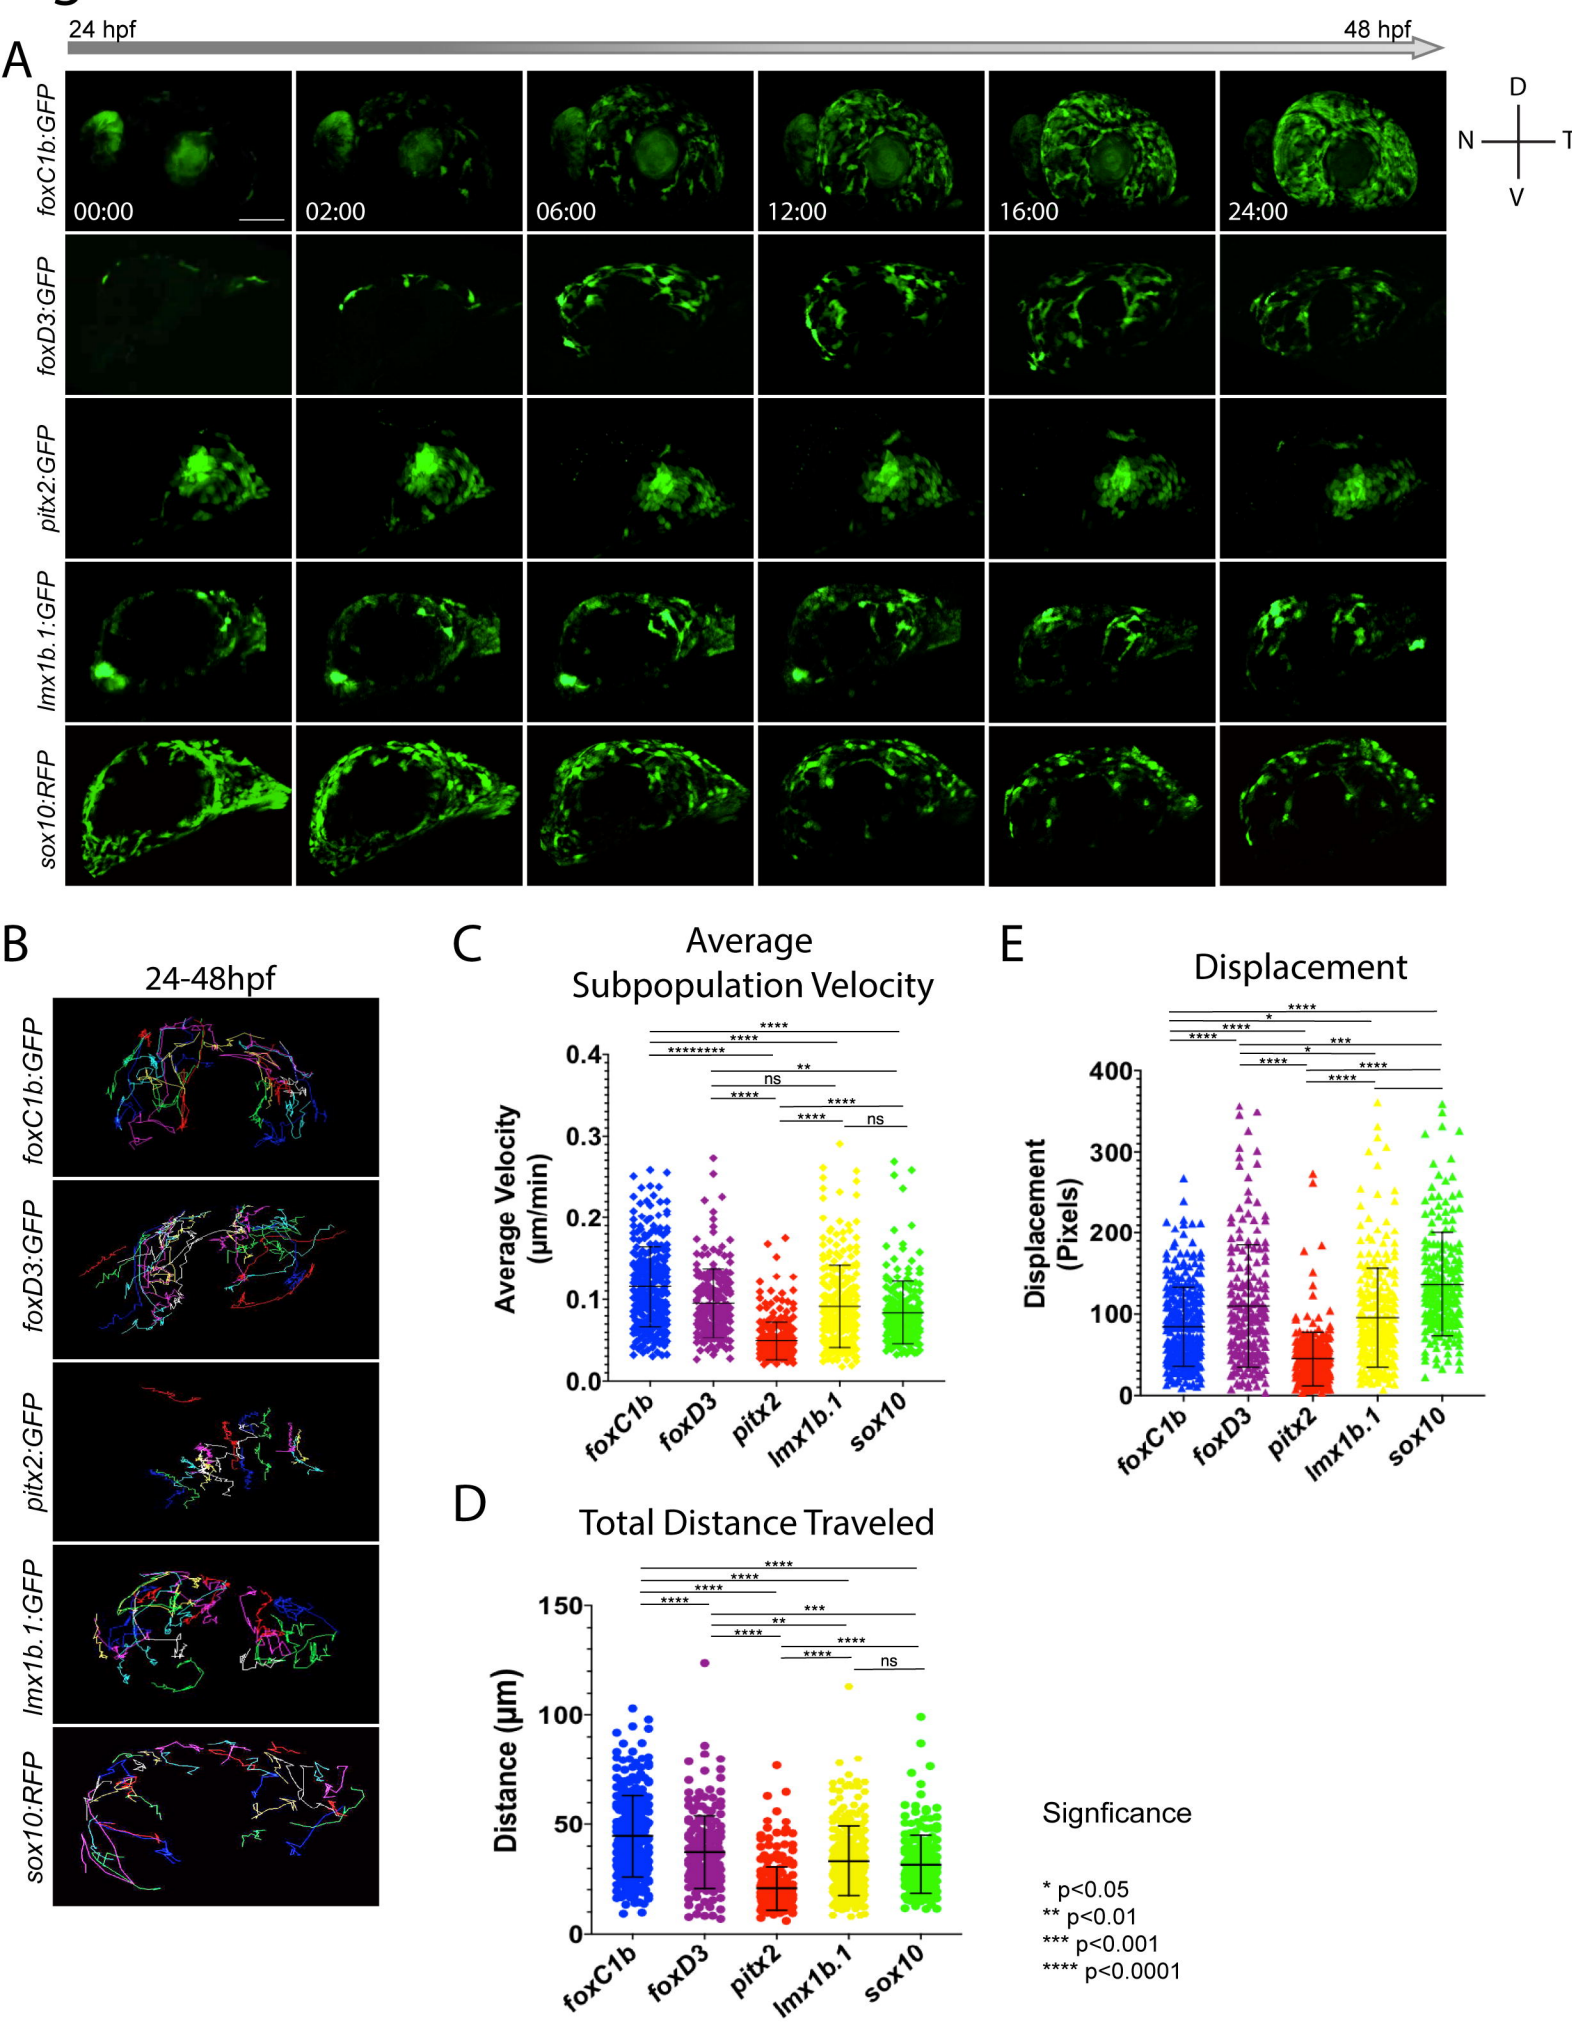 24 hpf 48 hpf
A
foxC1b:GFP
00:00 02:00 06:00 12:00 16:00 24:00
D
N T
V
foxD3:GFP
pitx2:GFP
lmx1b.1:GFP
sox10:RFP
B
24-48hpf
foxC1b:GFP
foxD3:GFP
pitx2:GFP
lmx1b.1:GFP
sox10:RFP
C
Average
Subpopulation Velocity
****
****
********
**
ns
****
****
****
ns
Average Velocity
(µm/min)
0.4
0.3
0.2
0.1
0.0
foxC1b foxD3 pitx2 lmx1b.1 sox10
E
Displacement
****
*
****
****
***
*
****
****
****
Displacement
(Pixels)
400
300
200
100
0
foxC1b foxD3 pitx2 lmx1b.1 sox10
D
Total Distance Traveled
****
****
****
****
***
**
****
****
****
ns
Distance (µm)
150
100
50
0
foxC1b foxD3 pitx2 lmx1b.1 sox10
Signficance
* p<0.05
** p<0.01
*** p<0.001
**** p<0.0001